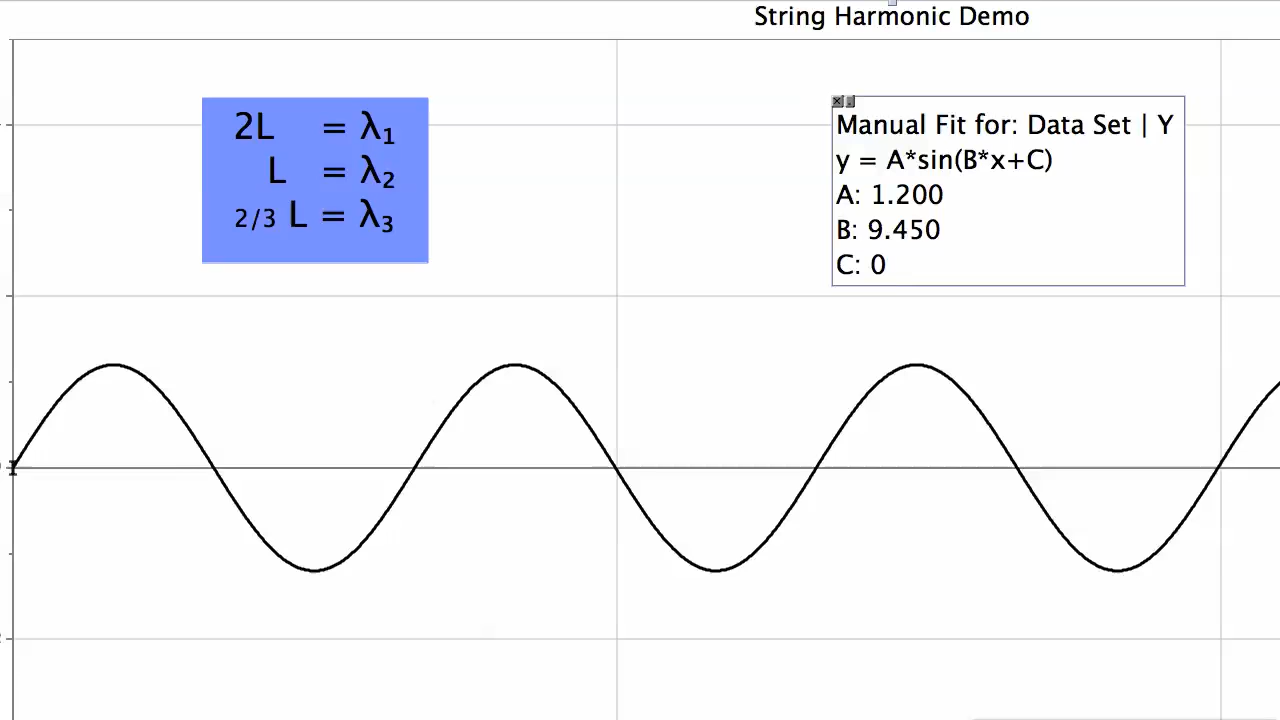 String Harmonic Demo
2L = λ₁
L = λ₂
2/3 L = λ₃
Manual Fit for: Data Set | Y
y = A*sin(B*x+C)
A: 1.200
B: 9.450
C: 0